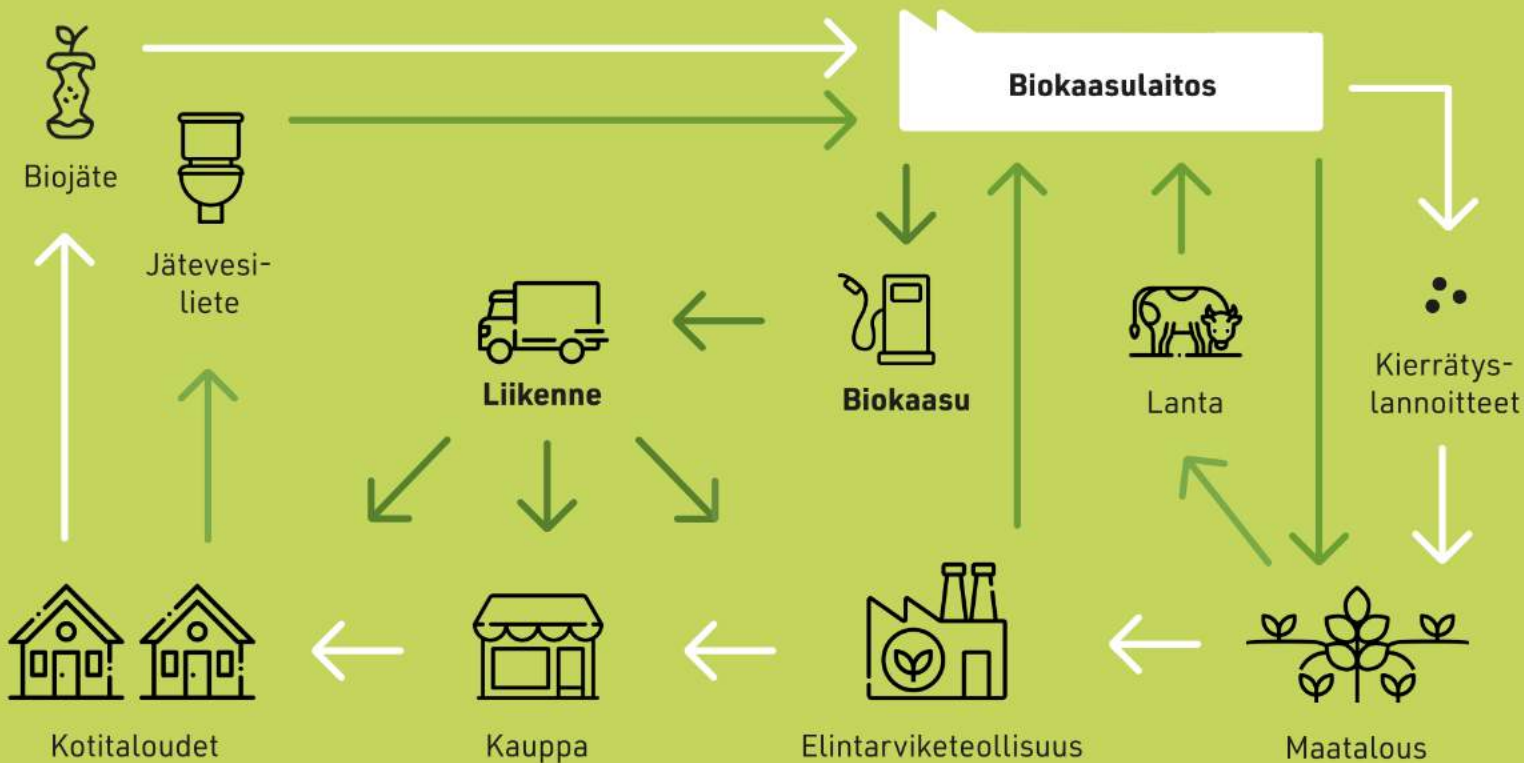 Biokaasulaitos
Biojäte
Jätevesi-
liete
Liikenne
Biokaasu
Lanta
Kierrätys-
lannoitteet
Kotitaloudet
Kauppa
Elintarviketeollisuus
Maatalous